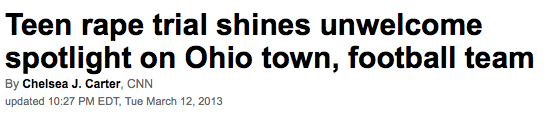 Teen rape trial shines unwelcome
spotlight on Ohio town, football team
By Chelsea J. Carter, CNN
updated 10:27 PM EDT, Tue March 12, 2013